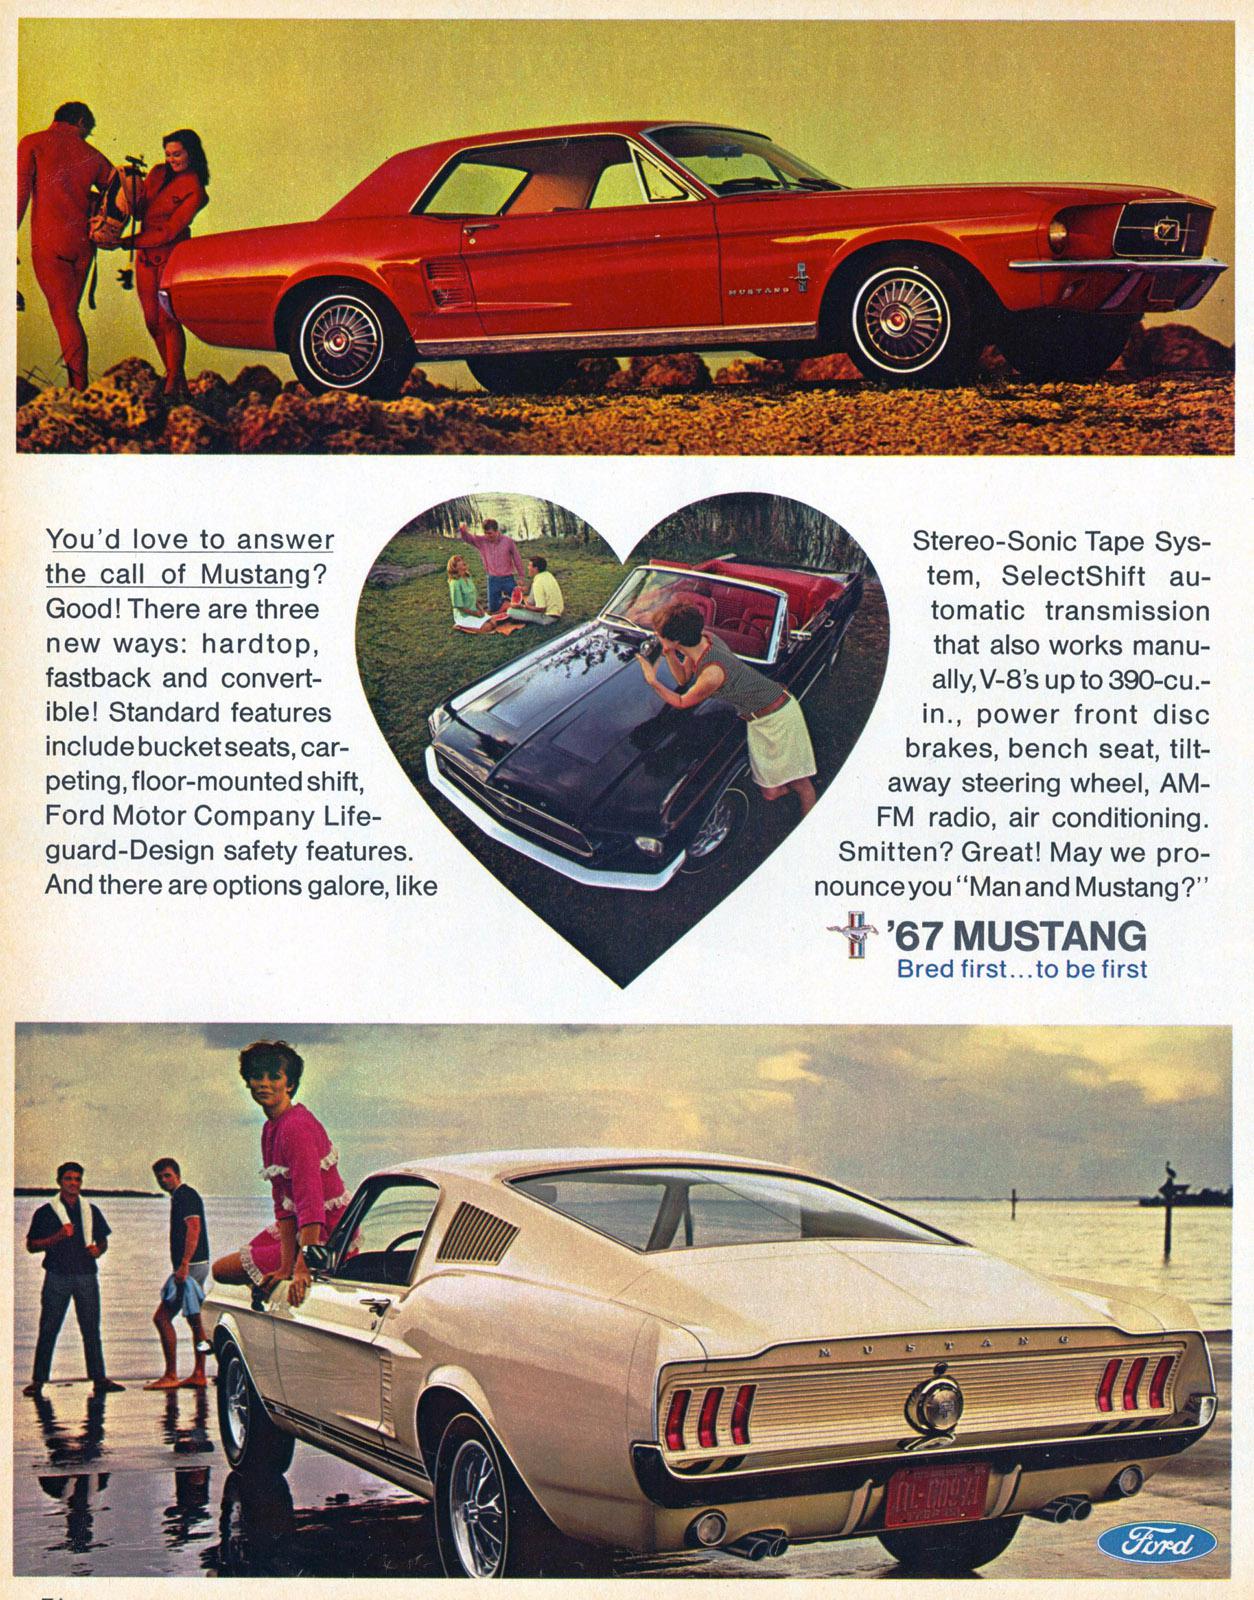 MUSTANG
You'd love to answer
the call of Mustang?
Good! There are three
new ways: hardtop,
fastback and convert-
ible! Standard features
include bucket seats, car-
peting, floor-mounted shift,
Ford Motor Company Life-
guard-Design safety features.
And there are options galore, like
Stereo-Sonic Tape Sys-
tem, SelectShift au-
tomatic transmission
that also works manu-
ally, V-8's up to 390-cu.-
in., power front disc
brakes, bench seat, tilt-
away steering wheel, AM-
FM radio, air conditioning.
Smitten? Great! May we pro-
nounce you "Man and Mustang?"
'67 MUSTANG
Bred first...to be first
MUSTANG
Ford